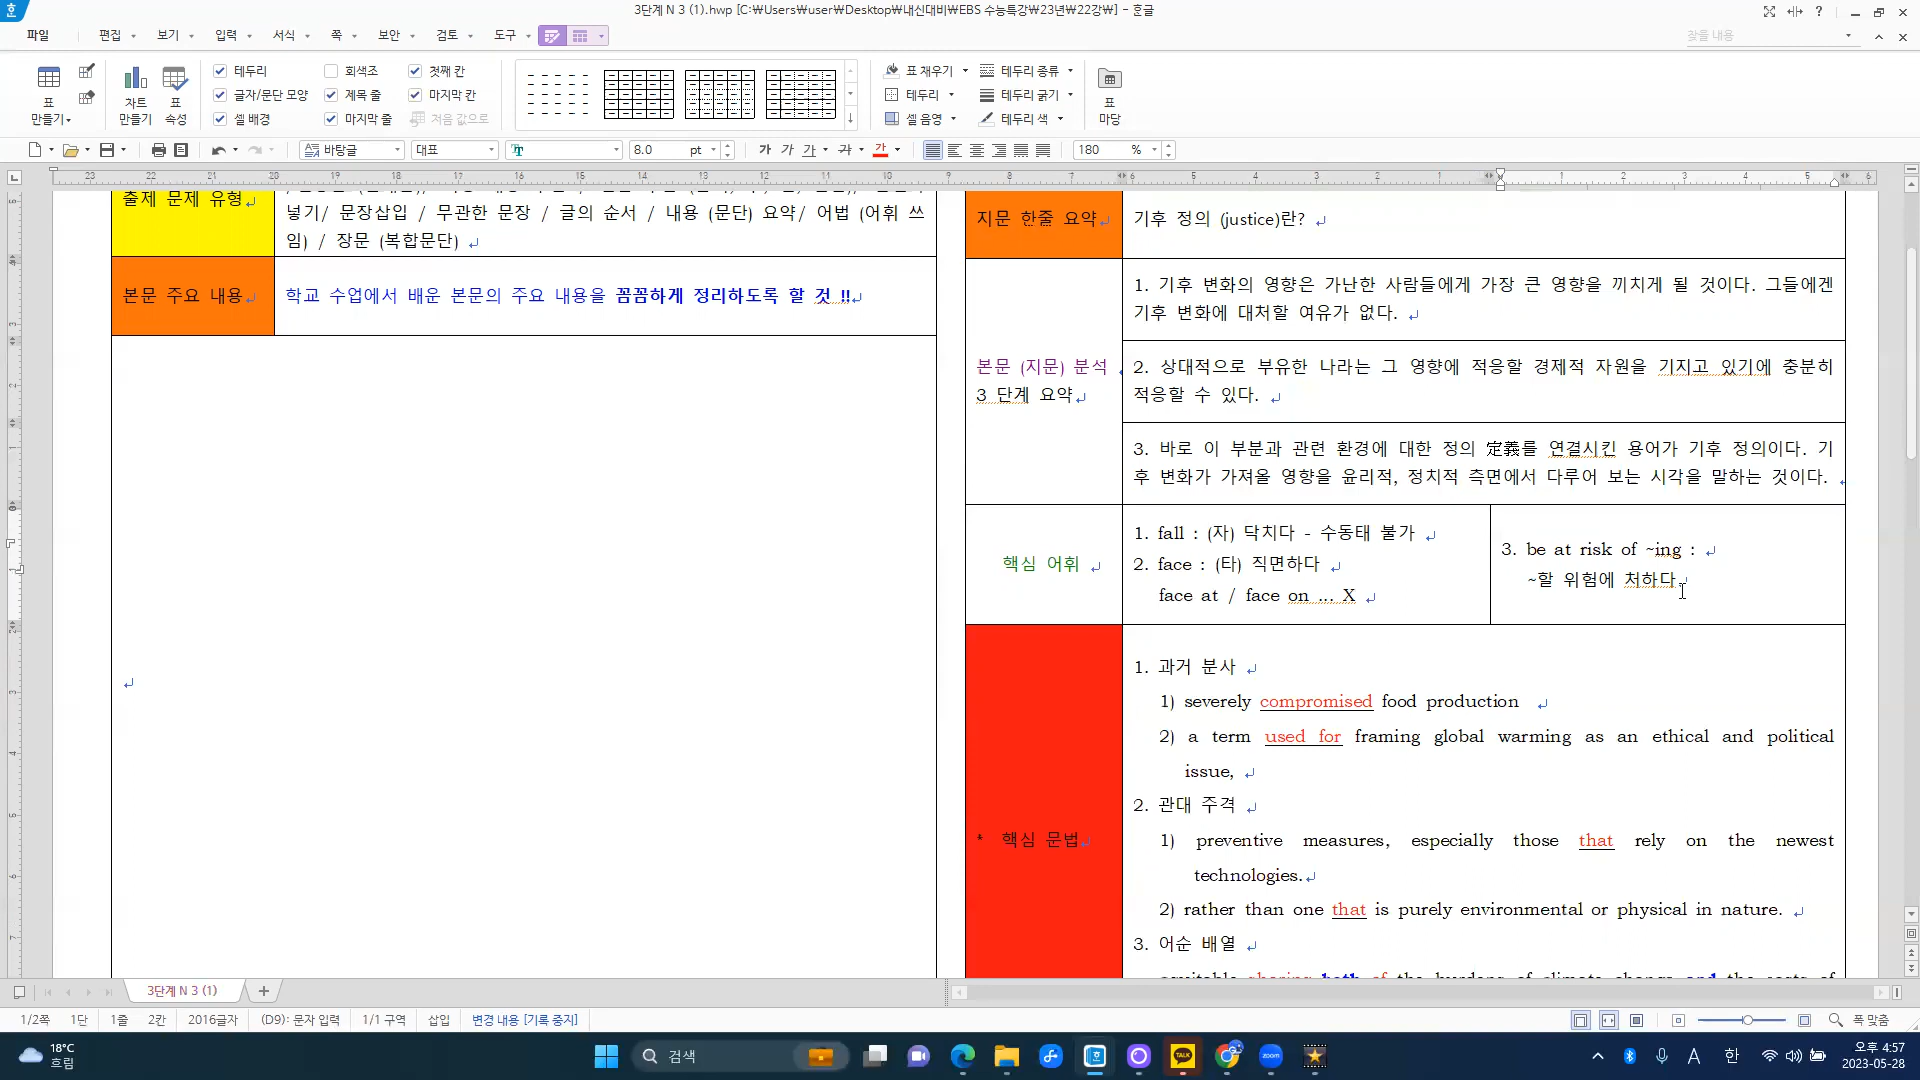 3단계 N 3 (1).hwp [C:₩Users₩user₩Desktop₩내신대비₩EBS 수능특강₩23년₩22강₩] - 한글
파일 편집 보기 입력 서식 쪽 보안 검토 도구
찾을 내용
표 만들기
차트 만들기
표 속성
테두리 회색조 첫째 칸
글자/문단 모양 제목 줄 마지막 칸
셀 배경 마지막 줄 처음 값으로
표 채우기 테두리 종류
테두리 테두리 굵기
셀 음영 테두리 색
표 마당
바탕글 대표 8.0 pt 가 가 가 가 가 180 %
출제 문제 유형
넣기/ 문장삽입 / 무관한 문장 / 글의 순서 / 내용 (문단) 요약/ 어법 (어휘 쓰
임) / 장문 (복합문단)
본문 주요 내용
학교 수업에서 배운 본문의 주요 내용을 꼼꼼하게 정리하도록 할 것 !!
지문 한줄 요약
기후 정의 (justice)란?
본문 (지문) 분석
3 단계 요약
1. 기후 변화의 영향은 가난한 사람들에게 가장 큰 영향을 끼치게 될 것이다. 그들에겐
기후 변화에 대처할 여유가 없다.
2. 상대적으로 부유한 나라는 그 영향에 적응할 경제적 자원을 기지고 있기에 충분히
적응할 수 있다.
3. 바로 이 부분과 관련 환경에 대한 정의 定義를 연결시킨 용어가 기후 정의이다. 기
후 변화가 가져올 영향을 윤리적, 정치적 측면에서 다루어 보는 시각을 말하는 것이다.
핵심 어휘
1. fall : (자) 닥치다 - 수동태 불가
2. face : (타) 직면하다
face at / face on ... X
3. be at risk of ~ing :
~할 위험에 처하다
* 핵심 문법
1. 과거 분사
1) severely compromised food production
2) a term used for framing global warming as an ethical and political
issue,
2. 관대 주격
1) preventive measures, especially those that rely on the newest
technologies.
2) rather than one that is purely environmental or physical in nature.
3. 어순 배열
equitable sharing both of the burdens of climate change and the costs of
3단계 N 3 (1)
1/2쪽 1단 1줄 2칸 2016글자 (D9): 문자 입력 1/1 구역 삽입 변경 내용 [기록 중지] 폭 맞춤
18°C
흐림
검색
TALK
zoom
A 한
오후 4:57
2023-05-28